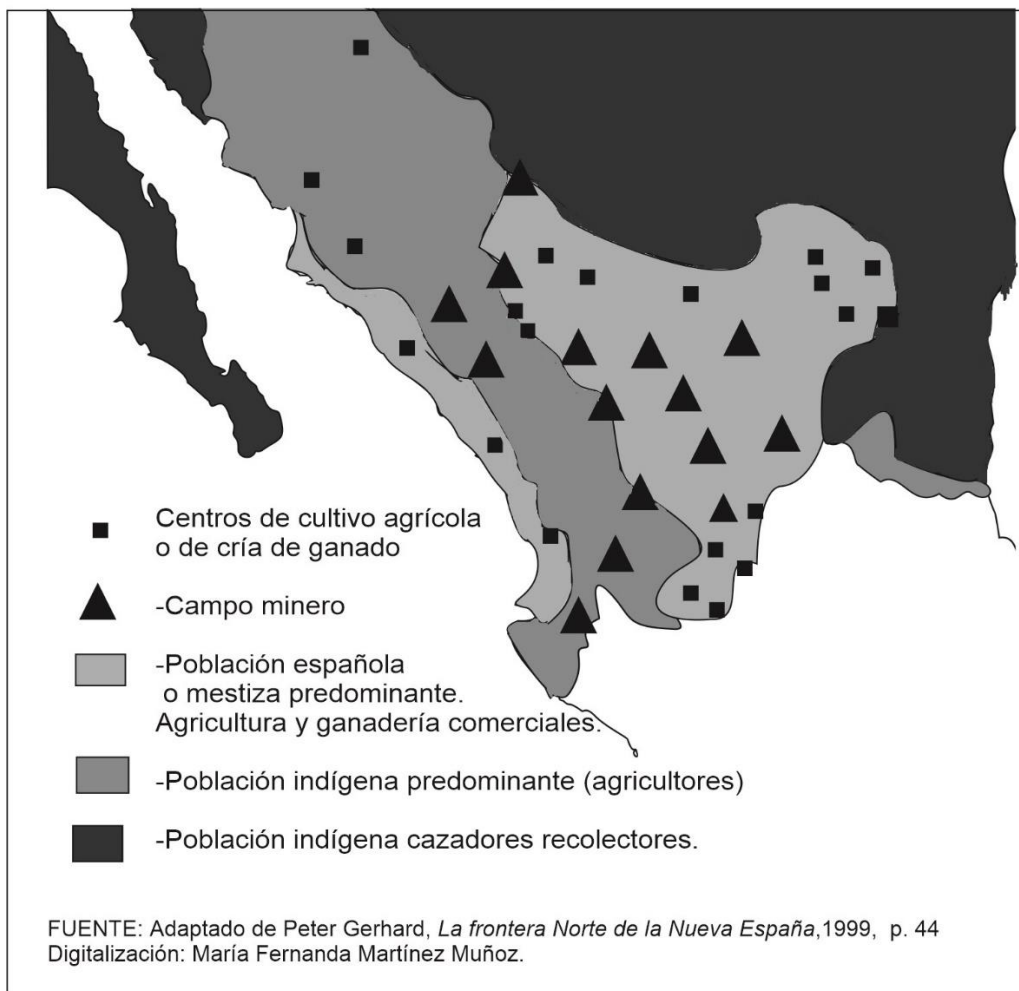 Centros de cultivo agrícola
o de cría de ganado
-Campo minero
-Población española
o mestiza predominante.
Agricultura y ganadería comerciales.
-Población indígena predominante (agricultores)
-Población indígena cazadores recolectores.
FUENTE: Adaptado de Peter Gerhard, La frontera Norte de la Nueva España,1999, p. 44
Digitalización: María Fernanda Martínez Muñoz.